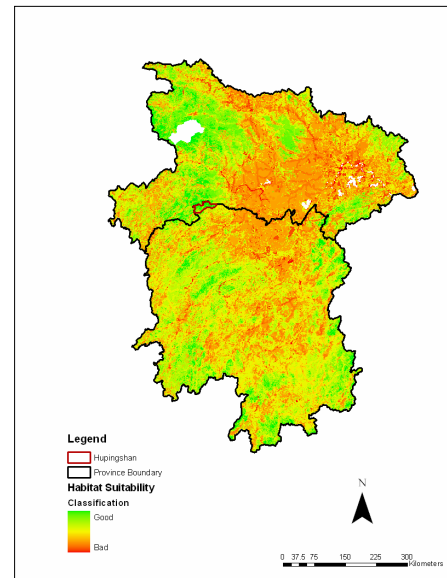 Legend
Hupingshan
Province Boundary
Habitat Suitability
Classification
Good
Bad
N
0 37.5 75 150 225 300
Kilometers